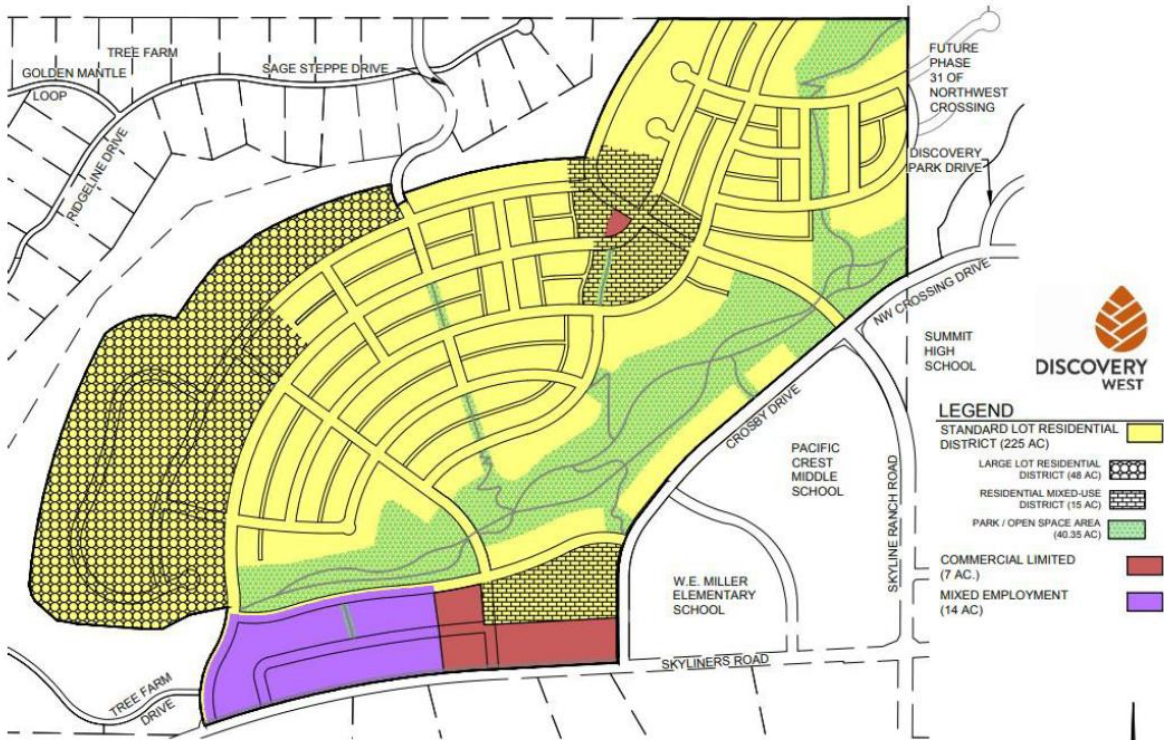 TREE FARM
GOLDEN MANTLE
LOOP
SAGE STEPPE DRIVE
RIDGELINE DRIVE
FUTURE
PHASE
31 OF
NORTHWEST
CROSSING
DISCOVERY
PARK DRIVE
NW CROSSING DRIVE
SUMMIT
HIGH
SCHOOL
CROSBY DRIVE
PACIFIC
CREST
MIDDLE
SCHOOL
SKYLINE RANCH ROAD
W.E. MILLER
ELEMENTARY
SCHOOL
SKYLINERS ROAD
TREE FARM
DRIVE
DISCOVERY
WEST
LEGEND
STANDARD LOT RESIDENTIAL
DISTRICT (225 AC)
LARGE LOT RESIDENTIAL
DISTRICT (48 AC)
RESIDENTIAL MIXED-USE
DISTRICT (15 AC)
PARK / OPEN SPACE AREA
(40.35 AC)
COMMERCIAL LIMITED
(7 AC.)
MIXED EMPLOYMENT
(14 AC)